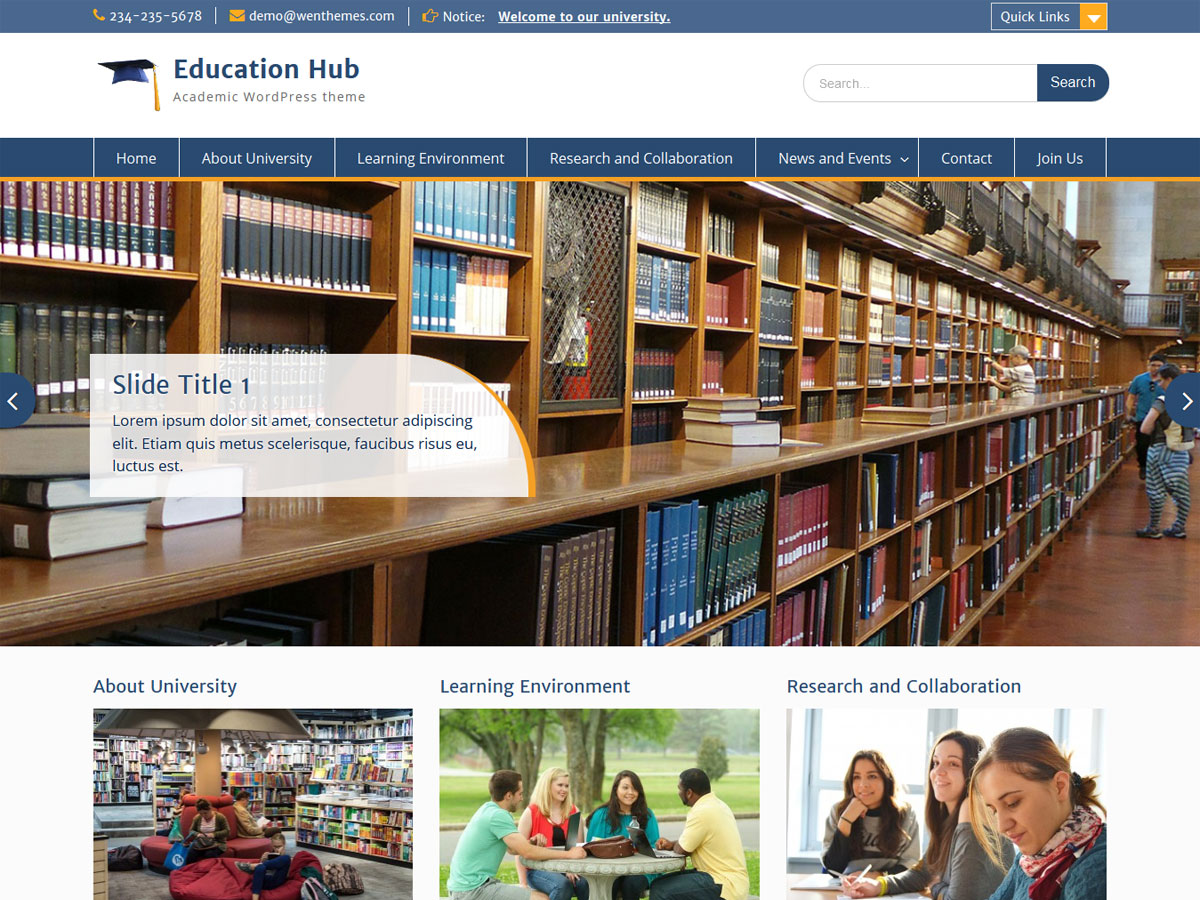 234-235-5678
demo@wenthemes.com
Notice:
Welcome to our university.
Quick Links
Education Hub
Academic WordPress theme
Search...
Search
Home
About University
Learning Environment
Research and Collaboration
News and Events
Contact
Join Us
Slide Title 1
Lorem ipsum dolor sit amet, consectetur adipiscing
elit. Etiam quis metus scelerisque, faucibus risus eu,
luctus est.
About University
Learning Environment
Research and Collaboration